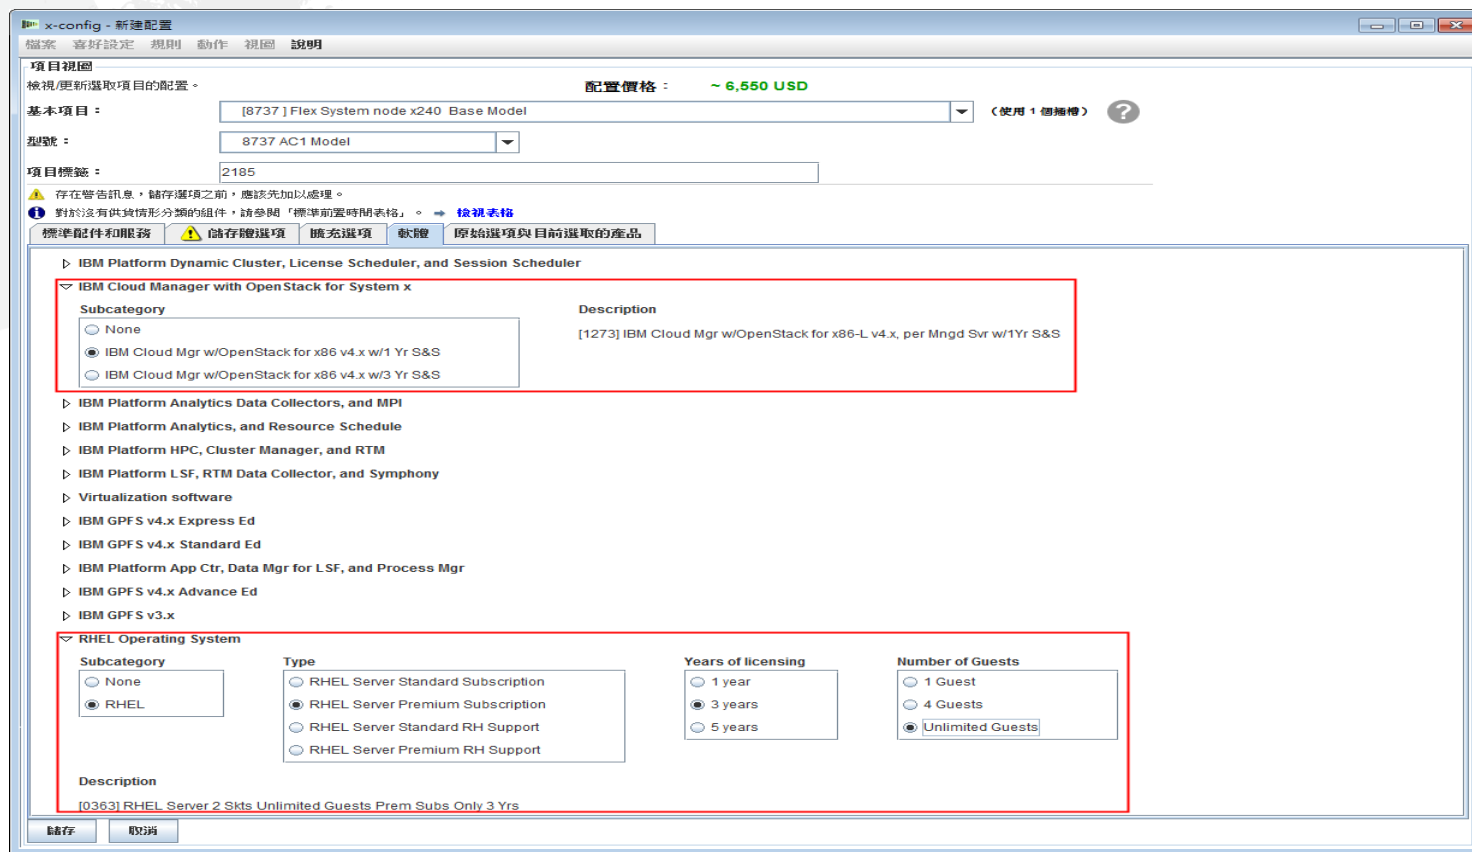 x-config - 新建配置
檔案 喜好設定 規則 動作 視圖 說明
項目視圖
檢視/更新選取項目的配置。 配置價格: ~ 6,550 USD
基本項目: [8737 ] Flex System node x240 Base Model (使用 1 個插槽) ?
型號: 8737 AC1 Model
項目標籤: 2185
存在警告訊息,儲存選項之前,應該先加以處理。
對於沒有供貨情形分類的組件,請參閱「標準前置時間表格」。 檢視表格
標準配件和服務 儲存體選項 擴充選項 軟體 原始選項與目前選取的產品
IBM Platform Dynamic Cluster, License Scheduler, and Session Scheduler
IBM Cloud Manager with OpenStack for System x
Subcategory Description
None [1273] IBM Cloud Mgr w/OpenStack for x86-L v4.x, per Mngd Svr w/1Yr S&S
IBM Cloud Mgr w/OpenStack for x86 v4.x w/1 Yr S&S
IBM Cloud Mgr w/OpenStack for x86 v4.x w/3 Yr S&S
IBM Platform Analytics Data Collectors, and MPI
IBM Platform Analytics, and Resource Schedule
IBM Platform HPC, Cluster Manager, and RTM
IBM Platform LSF, RTM Data Collector, and Symphony
Virtualization software
IBM GPFS v4.x Express Ed
IBM GPFS v4.x Standard Ed
IBM Platform App Ctr, Data Mgr for LSF, and Process Mgr
IBM GPFS v4.x Advance Ed
IBM GPFS v3.x
RHEL Operating System
Subcategory Type Years of licensing Number of Guests
None RHEL Server Standard Subscription 1 year 1 Guest
RHEL RHEL Server Premium Subscription 3 years 4 Guests
RHEL Server Standard RH Support 5 years Unlimited Guests
RHEL Server Premium RH Support
Description
[0363] RHEL Server 2 Skts Unlimited Guests Prem Subs Only 3 Yrs
儲存 取消